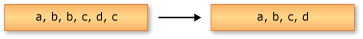 a, b, b, c, d, c
a, b, c, d